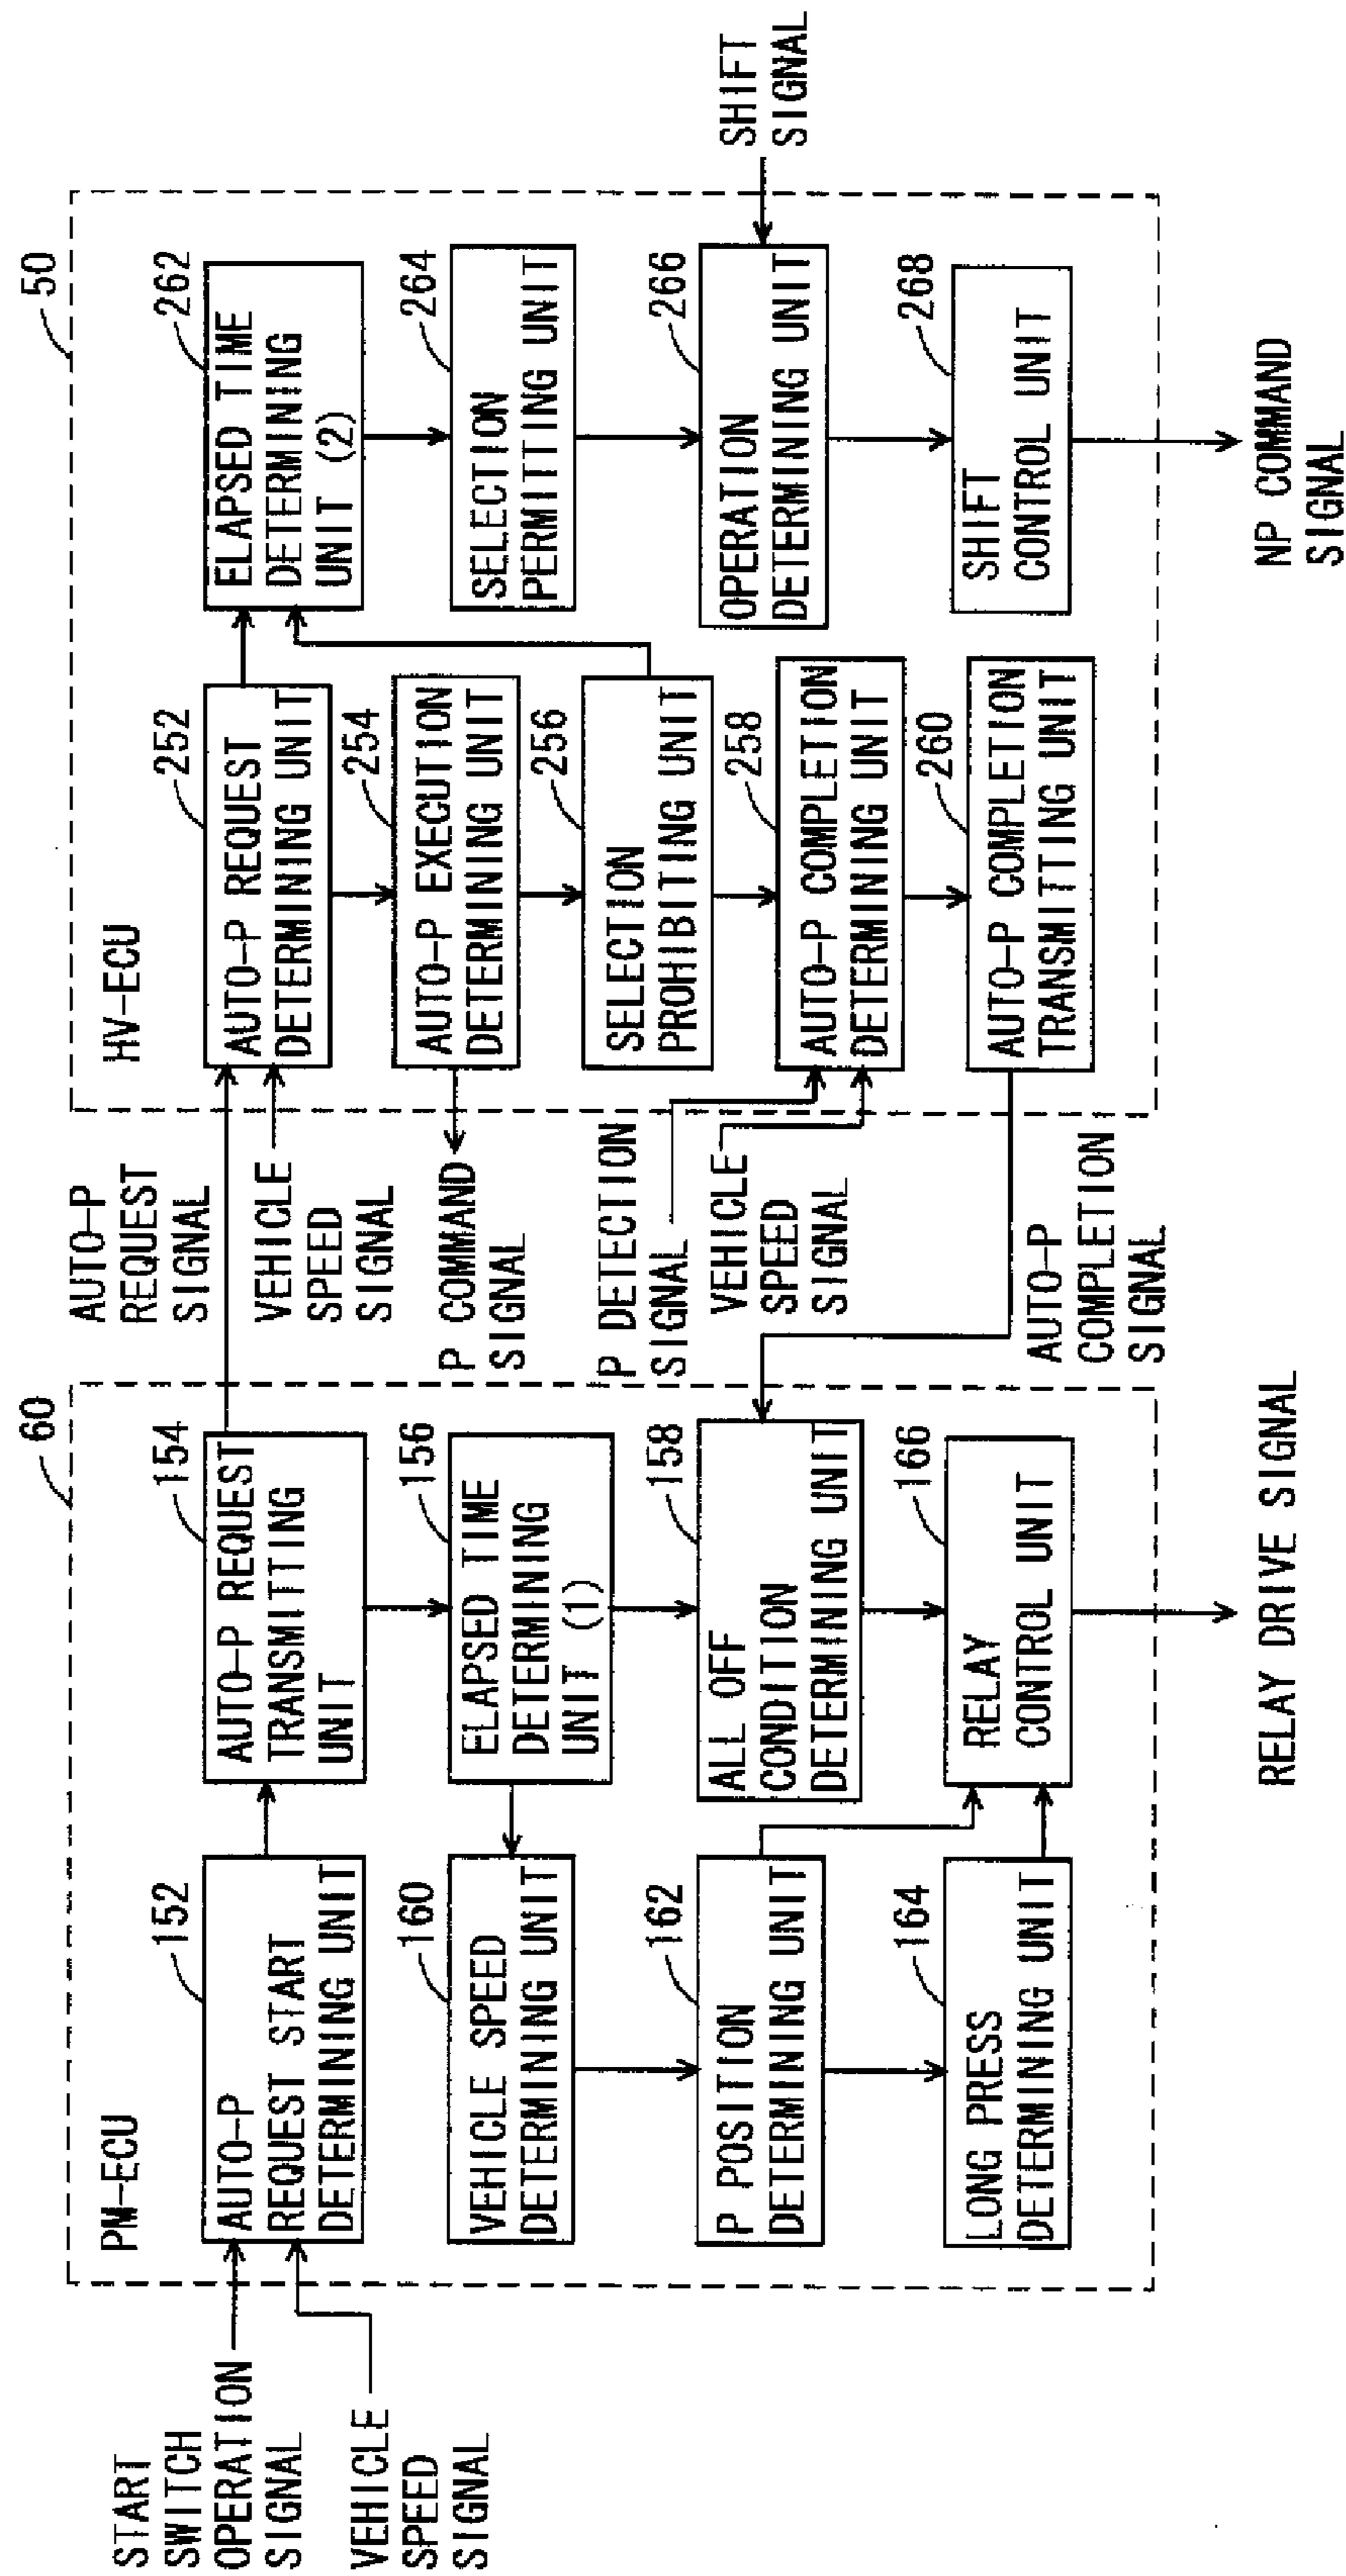 START
SWITCH
OPERATION
SIGNAL
VEHICLE
SPEED
SIGNAL
PM-ECU
60
AUTO-P
REQUEST START
DETERMINING UNIT
152
AUTO-P REQUEST
TRANSMITTING
UNIT
154
VEHICLE SPEED
DETERMINING UNIT
160
ELAPSED TIME
DETERMINING
UNIT (1)
156
P POSITION
DETERMINING UNIT
162
ALL OFF
CONDITION
DETERMINING UNIT
158
LONG PRESS
DETERMINING UNIT
164
RELAY
CONTROL UNIT
166
RELAY DRIVE SIGNAL
AUTO-P
REQUEST
SIGNAL
VEHICLE
SPEED
SIGNAL
P COMMAND
SIGNAL
P DETECTION
SIGNAL
VEHICLE
SPEED
SIGNAL
AUTO-P
COMPLETION
SIGNAL
HV-ECU
50
AUTO-P REQUEST
DETERMINING UNIT
252
AUTO-P EXECUTION
DETERMINING UNIT
254
SELECTION
PROHIBITING UNIT
256
AUTO-P COMPLETION
DETERMINING UNIT
258
AUTO-P COMPLETION
TRANSMITTING UNIT
260
ELAPSED TIME
DETERMINING
UNIT (2)
262
SELECTION
PERMITTING UNIT
264
OPERATION
DETERMINING UNIT
266
SHIFT
CONTROL UNIT
268
SHIFT
SIGNAL
NP COMMAND
SIGNAL